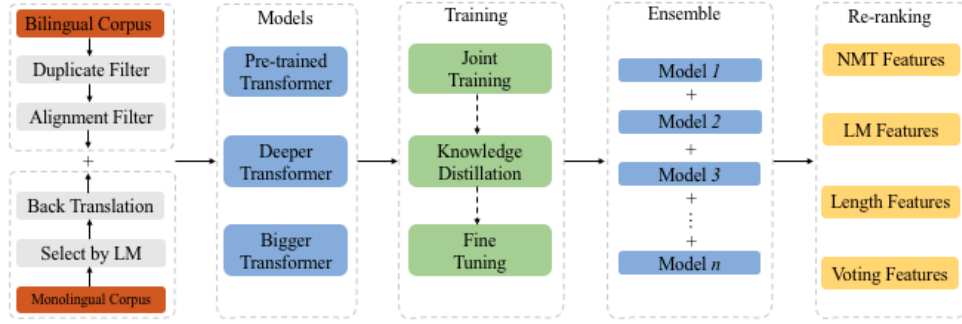 Bilingual Corpus
Duplicate Filter
Alignment Filter
+
Back Translation
Select by LM
Monolingual Corpus
Models
Pre-trained
Transformer
Deeper
Transformer
Bigger
Transformer
Training
Joint
Training
Knowledge
Distillation
Fine
Tuning
Ensemble
Model 1
+
Model 2
+
Model 3
+
⋮
+
Model n
Re-ranking
NMT Features
LM Features
Length Features
Voting Features